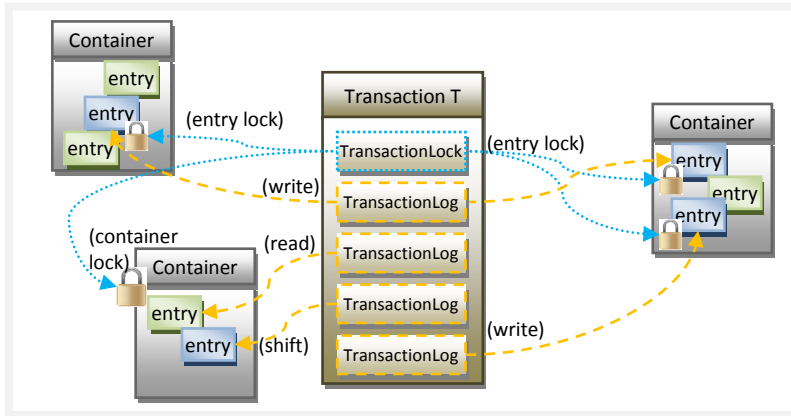 Container
entry
entry
entry
(entry lock)
(write)
(container
lock)
Container
entry
entry
(read)
(shift)
Transaction T
TransactionLock
TransactionLog
TransactionLog
TransactionLog
TransactionLog
(entry lock)
(write)
Container
entry
entry
entry